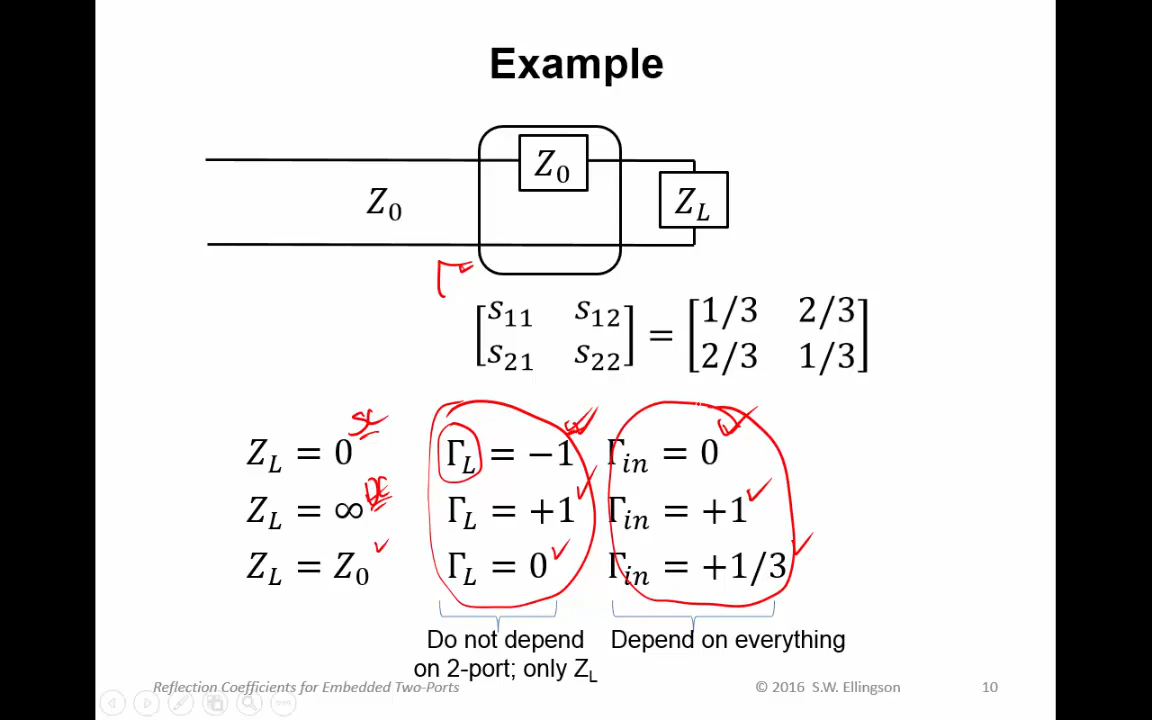 Example
Z₀
Z₀
Z_L
Γ
[s₁₁ s₁₂] = [1/3 2/3]
[s₂₁ s₂₂] [2/3 1/3]
Z_L = 0 sc Γ_L = −1 Γ_in = 0
Z_L = ∞ Γ_L = +1 Γ_in = +1
Z_L = Z₀ Γ_L = 0 Γ_in = +1/3
Do not depend Depend on everything
on 2-port; only Z_L
Reflection Coefficients for Embedded Two-Ports © 2016 S.W. Ellingson 10